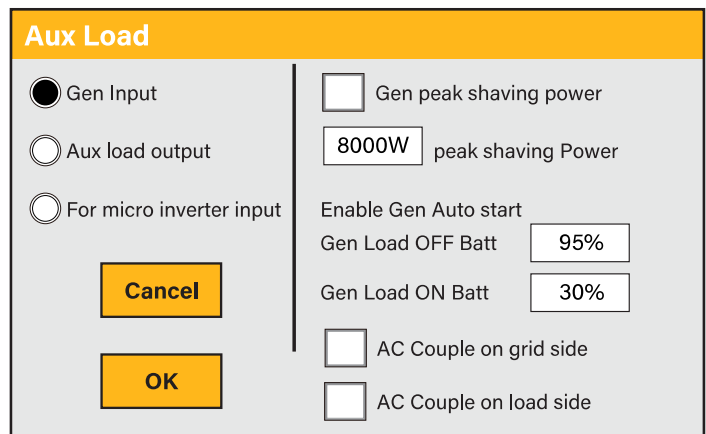 Aux Load
Gen Input
Aux load output
For micro inverter input
Cancel
OK
Gen peak shaving power
8000W peak shaving Power
Enable Gen Auto start
Gen Load OFF Batt 95%
Gen Load ON Batt 30%
AC Couple on grid side
AC Couple on load side